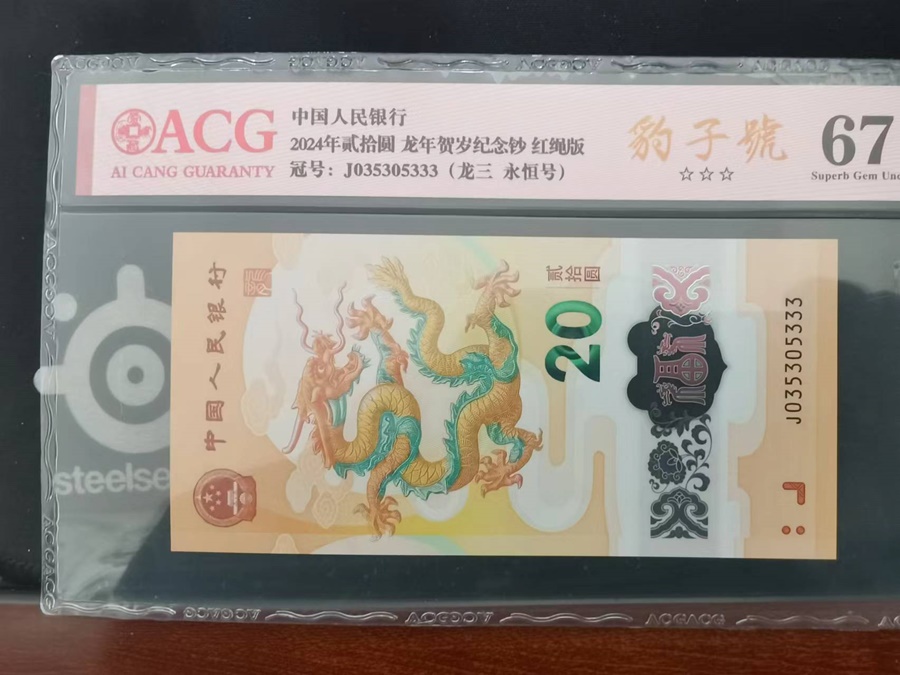 ACG
AI CANG GUARANTY
中国人民银行
2024年贰拾圆 龙年贺岁纪念钞 红绳版
冠号：J035305333（龙三 永恒号）
豹子號
☆☆☆
67
Superb Gem Unc
中国人民银行
贰拾圆
20
J035305333
steelse